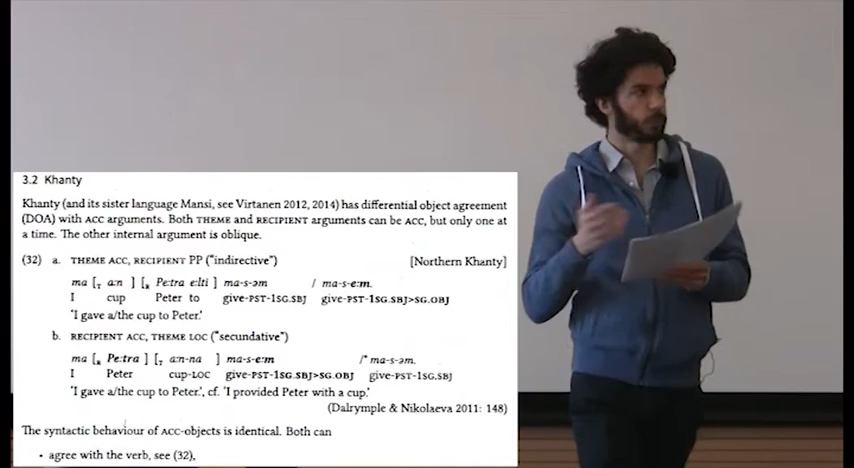 3.2 Khanty
Khanty (and its sister language Mansi, see Virtanen 2012, 2014) has differential object agreement
(DOA) with ACC arguments. Both THEME and RECIPIENT arguments can be ACC, but only one at
a time. The other internal argument is oblique.
(32) a. THEME ACC, RECIPIENT PP ("indirective") [Northern Khanty]
ma [T a:n ] [R Pe:tra e:lti ] ma-s-əm / ma-s-e:m.
I cup Peter to give-PST-1SG.SBJ give-PST-1SG.SBJ>SG.OBJ
'I gave a/the cup to Peter.'
b. RECIPIENT ACC, THEME LOC ("secundative")
ma [R Pe:tra ] [T a:n-na ] ma-s-e:m /* ma-s-əm.
I Peter cup-LOC give-PST-1SG.SBJ>SG.OBJ give-PST-1SG.SBJ
'I gave a/the cup to Peter.', cf. 'I provided Peter with a cup.'
(Dalrymple & Nikolaeva 2011: 148)
The syntactic behaviour of ACC-objects is identical. Both can
• agree with the verb, see (32),